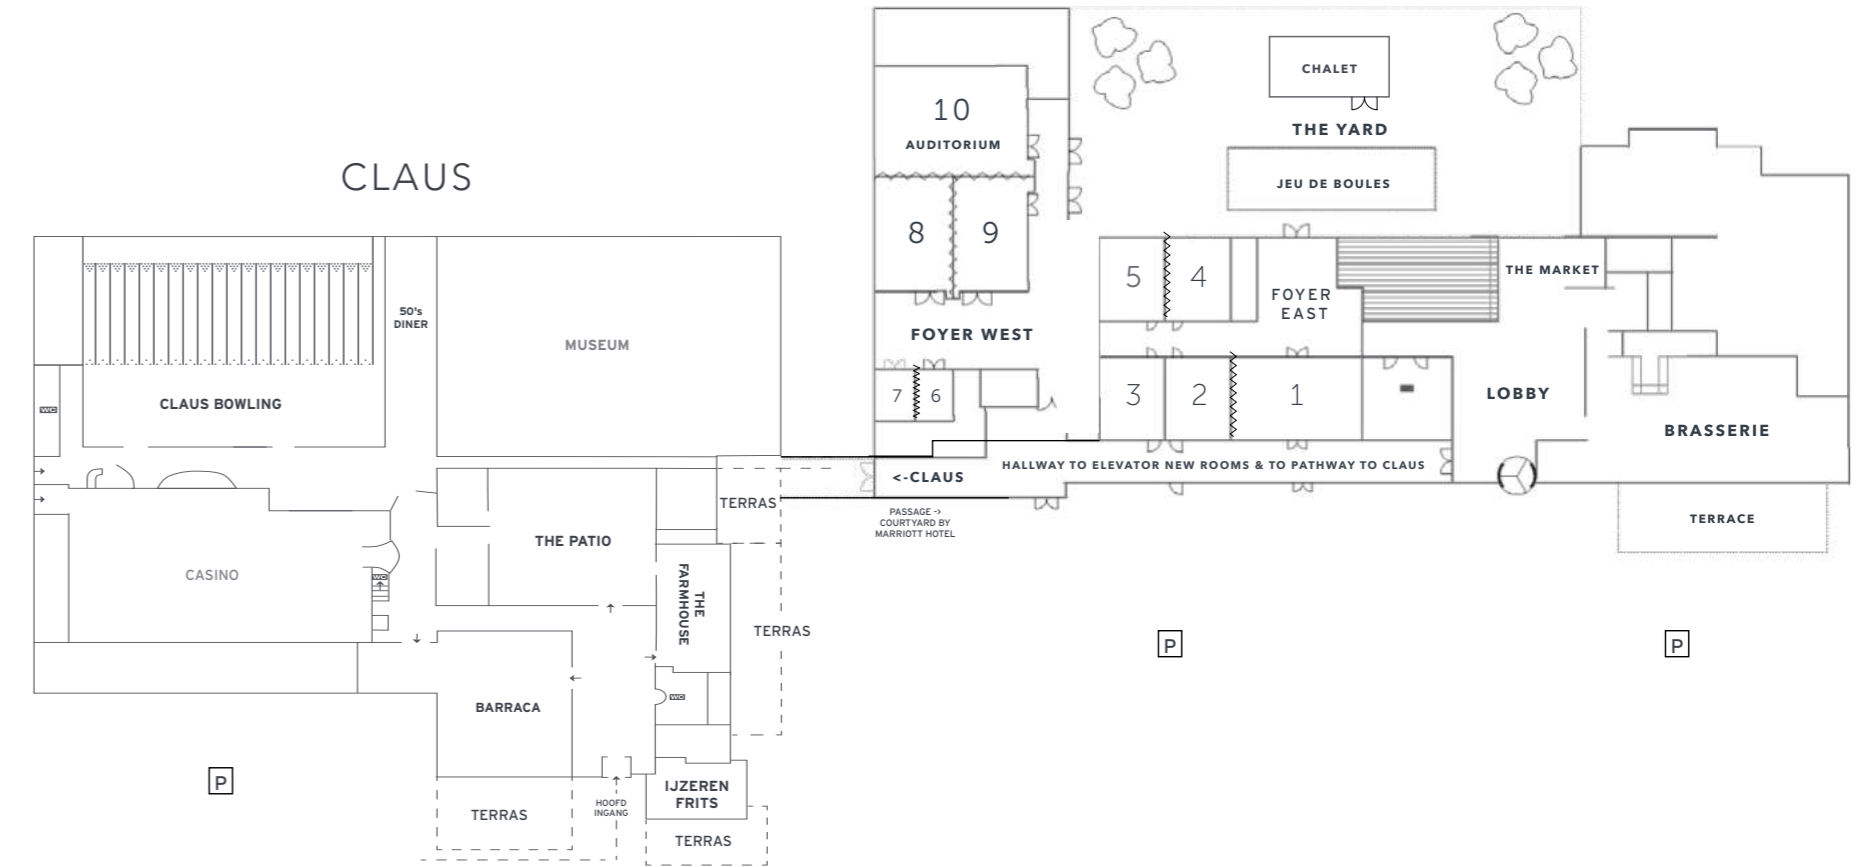 CLAUS
50's
DINER
MUSEUM
CLAUS BOWLING
WC
CASINO
WC
THE PATIO
TERRAS
THE
FARMHOUSE
TERRAS
BARRACA
WC
P
TERRAS
HOOFD
INGANG
IJZEREN
FRITS
TERRAS
10
AUDITORIUM
8
9
FOYER WEST
7
6
<-CLAUS
PASSAGE ->
COURTYARD BY
MARRIOTT HOTEL
CHALET
THE YARD
JEU DE BOULES
5
4
FOYER
EAST
THE MARKET
3
2
1
LOBBY
BRASSERIE
HALLWAY TO ELEVATOR NEW ROOMS & TO PATHWAY TO CLAUS
TERRACE
P
P